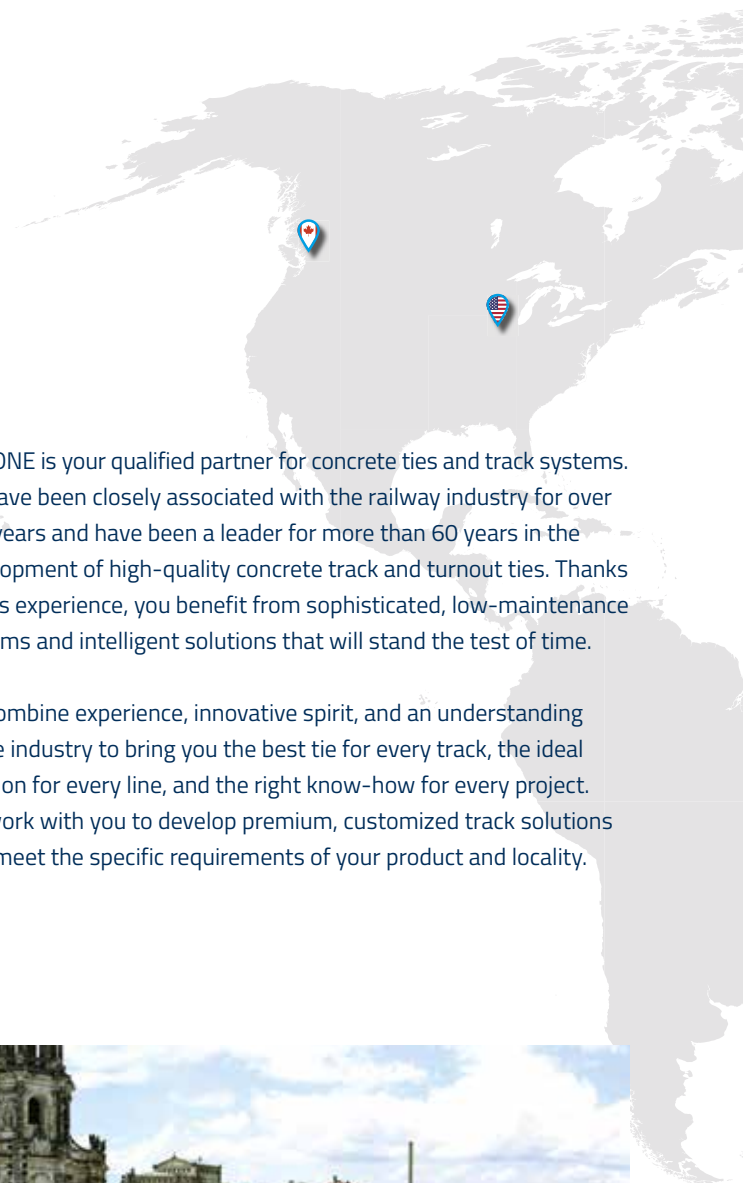 ONE is your qualified partner for concrete ties and track systems.
ave been closely associated with the railway industry for over
years and have been a leader for more than 60 years in the
lopment of high-quality concrete track and turnout ties. Thanks
s experience, you benefit from sophisticated, low-maintenance
ms and intelligent solutions that will stand the test of time.
ombine experience, innovative spirit, and an understanding
e industry to bring you the best tie for every track, the ideal
on for every line, and the right know-how for every project.
work with you to develop premium, customized track solutions
meet the specific requirements of your product and locality.